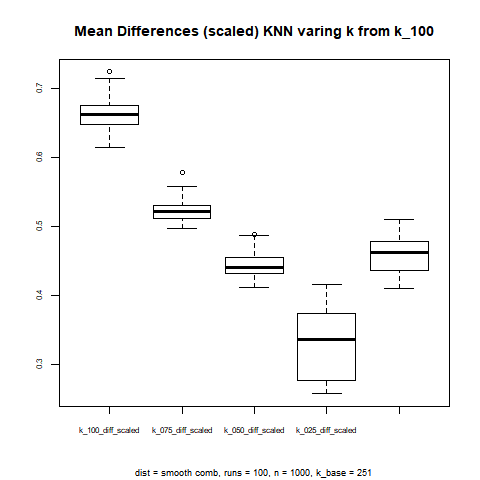 Mean Differences (scaled) KNN varing k from k_100
0.7
0.6
0.5
0.4
0.3
k_100_diff_scaled k_075_diff_scaled k_050_diff_scaled k_025_diff_scaled
dist = smooth comb, runs = 100, n = 1000, k_base = 251